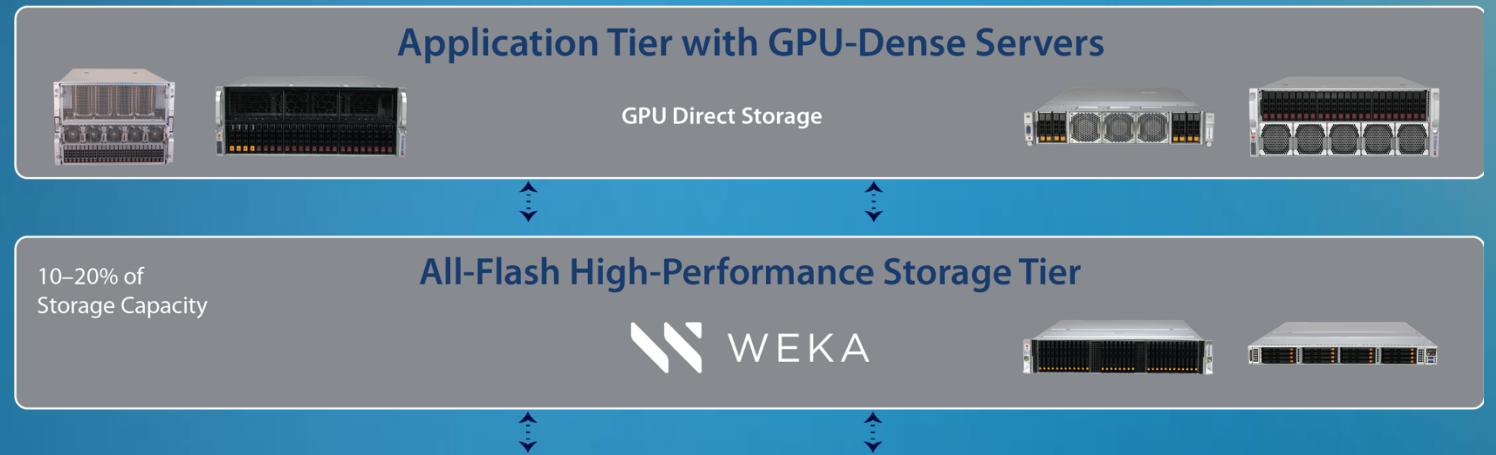 Application Tier with GPU-Dense Servers
GPU Direct Storage
10–20% of
Storage Capacity
All-Flash High-Performance Storage Tier
WEKA